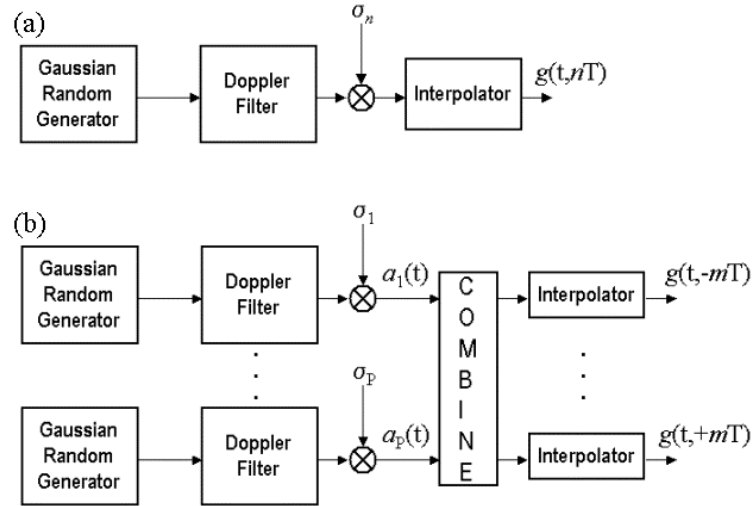 (a)
σn
Gaussian Random Generator
Doppler Filter
Interpolator
g(t,nT)
(b)
σ1
Gaussian Random Generator
Doppler Filter
a1(t)
COMBINE
Interpolator
g(t,-mT)
σP
Gaussian Random Generator
Doppler Filter
aP(t)
Interpolator
g(t,+mT)